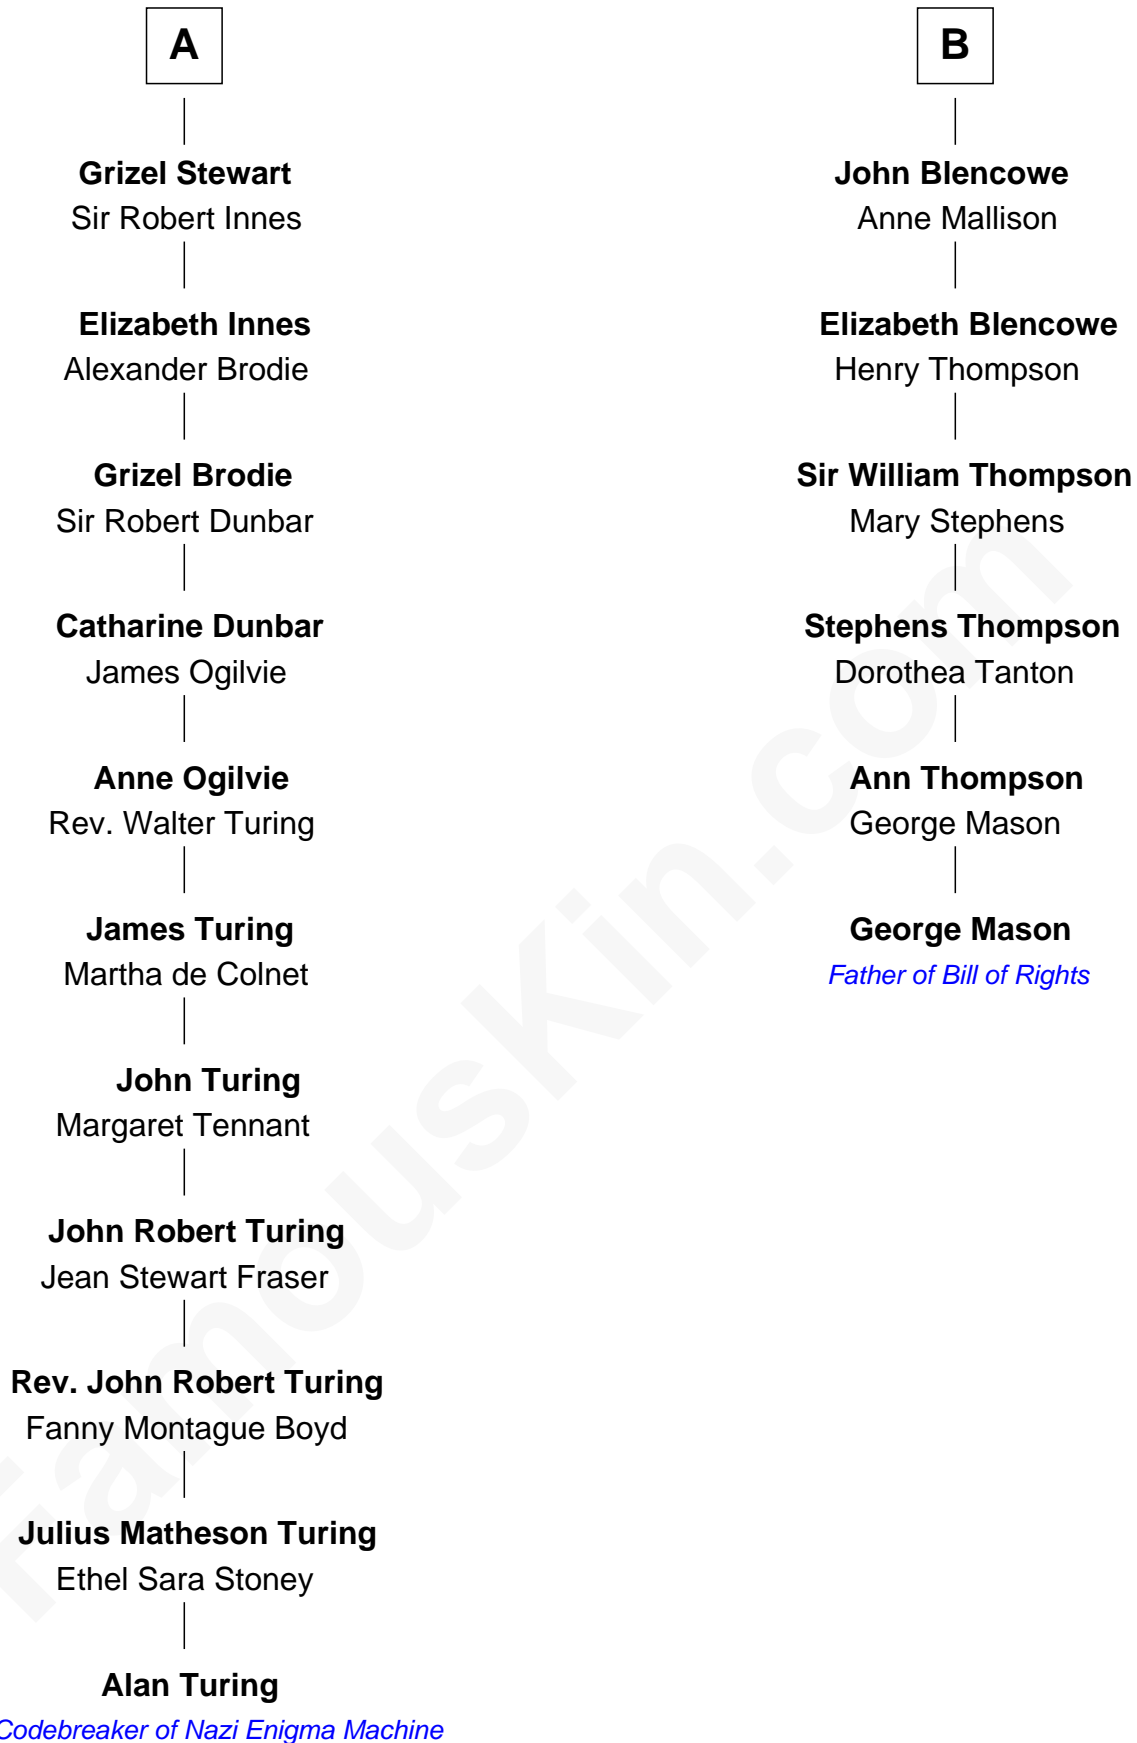 A
Grizel Stewart
Sir Robert Innes
Elizabeth Innes
Alexander Brodie
Grizel Brodie
Sir Robert Dunbar
Catharine Dunbar
James Ogilvie
Anne Ogilvie
Rev. Walter Turing
James Turing
Martha de Colnet
John Turing
Margaret Tennant
John Robert Turing
Jean Stewart Fraser
Rev. John Robert Turing
Fanny Montague Boyd
Julius Matheson Turing
Ethel Sara Stoney
Alan Turing
Codebreaker of Nazi Enigma Machine
B
John Blencowe
Anne Mallison
Elizabeth Blencowe
Henry Thompson
Sir William Thompson
Mary Stephens
Stephens Thompson
Dorothea Tanton
Ann Thompson
George Mason
George Mason
Father of Bill of Rights
FamousKin.com